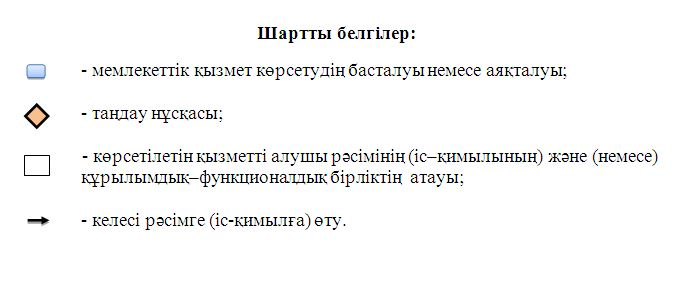 Шартты белгілер:
- мемлекеттік қызмет көрсетудің басталуы немесе аяқталуы;
- таңдау нұсқасы;
- көрсетілетін қызметті алушы рәсімінің (іс–қимылының) және (немесе)
құрылымдық–функционалдық бірліктің атауы;
- келесі рәсімге (іс-қимылға) өту.